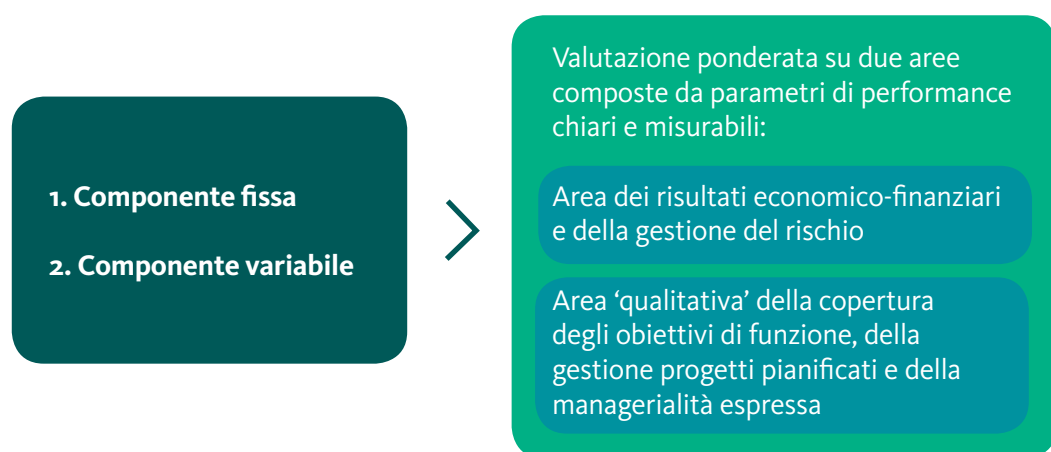 1. Componente fissa
2. Componente variabile
Valutazione ponderata su due aree
composte da parametri di performance
chiari e misurabili:
Area dei risultati economico-finanziari
e della gestione del rischio
Area ‘qualitativa’ della copertura
degli obiettivi di funzione, della
gestione progetti pianificati e della
managerialità espressa